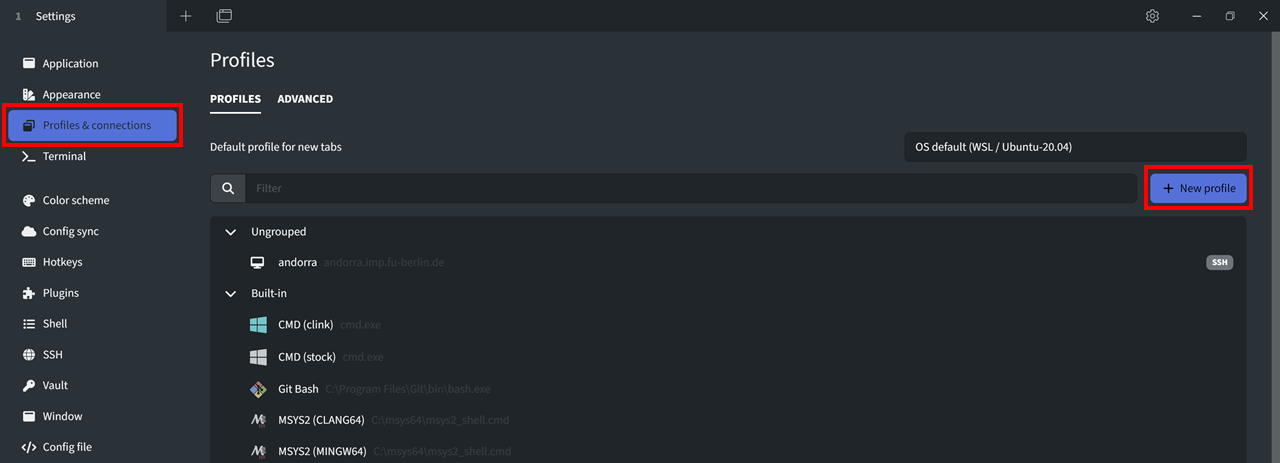 1 Settings
Application
Appearance
Profiles & connections
Terminal
Color scheme
Config sync
Hotkeys
Plugins
Shell
SSH
Vault
Window
Config file
Profiles
PROFILES ADVANCED
Default profile for new tabs OS default (WSL / Ubuntu-20.04)
Filter New profile
Ungrouped
andorra andorra.imp.fu-berlin.de SSH
Built-in
CMD (clink) cmd.exe
CMD (stock) cmd.exe
Git Bash C:\Program Files\Git\bin\bash.exe
MSYS2 (CLANG64) C:\msys64\msys2_shell.cmd
MSYS2 (MINGW64) C:\msys64\msys2_shell.cmd